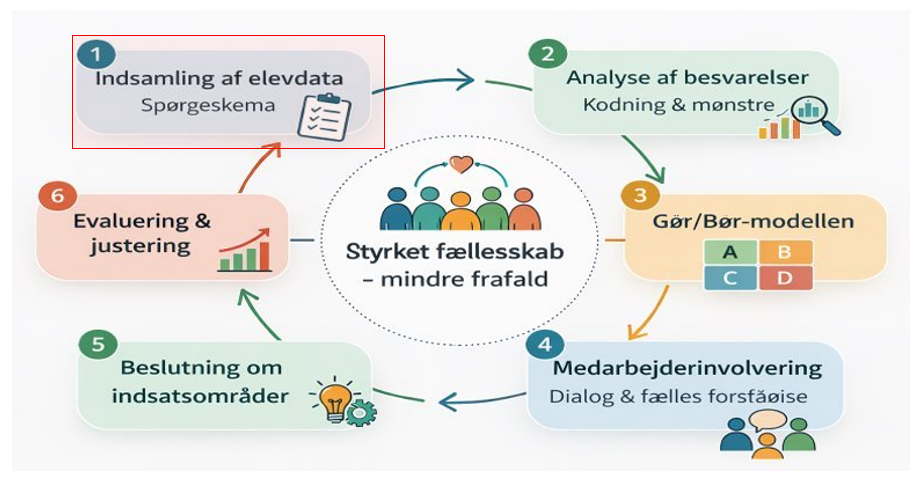 1
Indsamling af elevdata
Spørgeskema
2
Analyse af besvarelser
Kodning & mønstre
3
Gør/Bør-modellen
A B
C D
4
Medarbejderinvolvering
Dialog & fælles forsfåøise
5
Beslutning om
indsatsområder
6
Evaluering &
justering
Styrket fællesskab
– mindre frafald